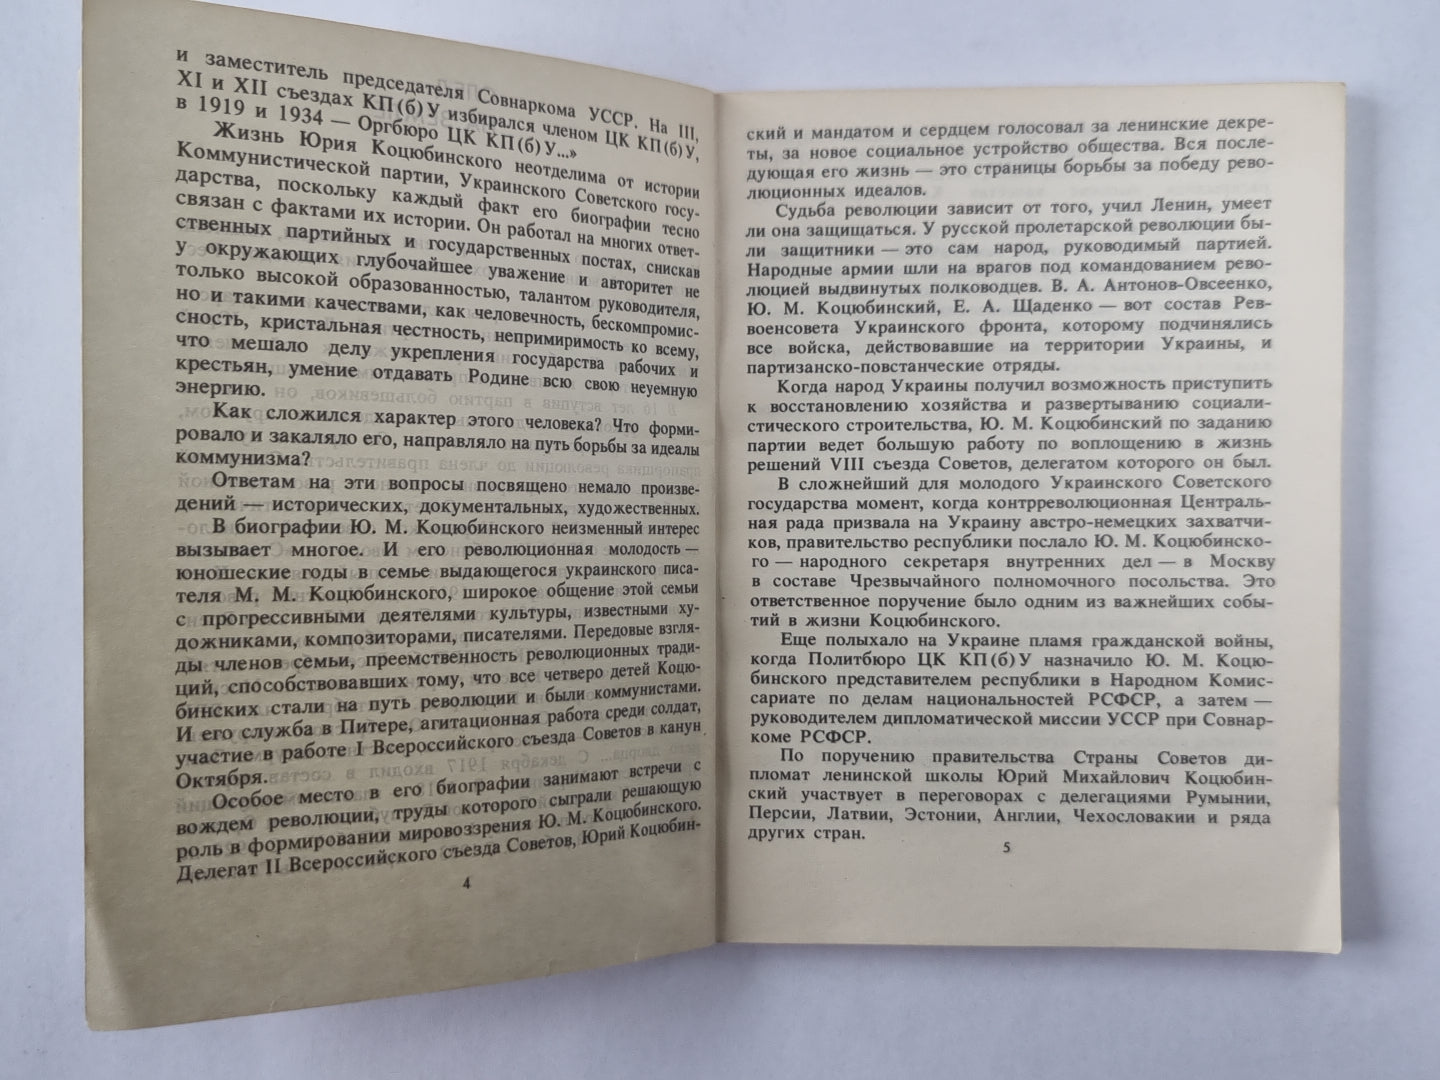 и заместитель председателя Совнаркома УССР. На III,
XI и XII съездах КП(б)У избирался членом ЦК КП(б)У,
в 1919 и 1934 — Оргбюро ЦК КП(б)У...»
Жизнь Юрия Коцюбинского неотделима от истории
Коммунистической партии, Украинского Советского госу-
дарства, поскольку каждый факт его биографии тесно
связан с фактами их истории. Он работал на многих ответ-
ственных партийных и государственных постах, снискав
у окружающих глубочайшее уважение и авторитет не
только высокой образованностью, талантом руководителя,
но и такими качествами, как человечность, бескомпромис-
сность, кристальная честность, непримиримость ко всему,
что мешало делу укрепления государства рабочих и
крестьян, умение отдавать Родине всю свою неуемную
энергию.
Как сложился характер этого человека? Что форми-
ровало и закаляло его, направляло на путь борьбы за идеалы
коммунизма?
Ответам на эти вопросы посвящено немало произве-
дений — исторических, документальных, художественных.
В биографии Ю. М. Коцюбинского неизменный интерес
вызывает многое. И его революционная молодость —
юношеские годы в семье выдающегося украинского писа-
теля М. М. Коцюбинского, широкое общение этой семьи
с прогрессивными деятелями культуры, известными ху-
дожниками, композиторами, писателями. Передовые взгля-
ды членов семьи, преемственность революционных тради-
ций, способствовавших тому, что все четверо детей Коцю-
бинских стали на путь революции и были коммунистами.
И его служба в Питере, агитационная работа среди солдат,
участие в работе I Всероссийского съезда Советов в канун
Октября.
Особое место в его биографии занимают встречи с
вождем революции, труды которого сыграли решающую
роль в формировании мировоззрения Ю. М. Коцюбинского.
Делегат II Всероссийского съезда Советов, Юрий Коцюбин-
4
ский и мандатом и сердцем голосовал за ленинские декре-
ты, за новое социальное устройство общества. Вся после-
дующая его жизнь — это страницы борьбы за победу рево-
люционных идеалов.
Судьба революции зависит от того, учил Ленин, умеет
ли она защищаться. У русской пролетарской революции бы-
ли защитники — это сам народ, руководимый партией.
Народные армии шли на врагов под командованием рево-
люцией выдвинутых полководцев. В. А. Антонов-Овсеенко,
Ю. М. Коцюбинский, Е. А. Щаденко — вот состав Рев-
военсовета Украинского фронта, которому подчинялись
все войска, действовавшие на территории Украины, и
партизанско-повстанческие отряды.
Когда народ Украины получил возможность приступить
к восстановлению хозяйства и развертыванию социали-
стического строительства, Ю. М. Коцюбинский по заданию
партии ведет большую работу по воплощению в жизнь
решений VIII съезда Советов, делегатом которого он был.
В сложнейший для молодого Украинского Советского
государства момент, когда контрреволюционная Централь-
ная рада призвала на Украину австро-немецких захватчи-
ков, правительство республики послало Ю. М. Коцюбинско-
го — народного секретаря внутренних дел — в Москву
в составе Чрезвычайного полномочного посольства. Это
ответственное поручение было одним из важнейших собы-
тий в жизни Коцюбинского.
Еще полыхало на Украине пламя гражданской войны,
когда Политбюро ЦК КП(б)У назначило Ю. М. Коцю-
бинского представителем республики в Народном Комис-
сариате по делам национальностей РСФСР, а затем —
руководителем дипломатической миссии УССР при Совнар-
коме РСФСР.
По поручению правительства Страны Советов ди-
пломат ленинской школы Юрий Михайлович Коцюбин-
ский участвует в переговорах с делегациями Румынии,
Персии, Латвии, Эстонии, Англии, Чехословакии и ряда
других стран.
5